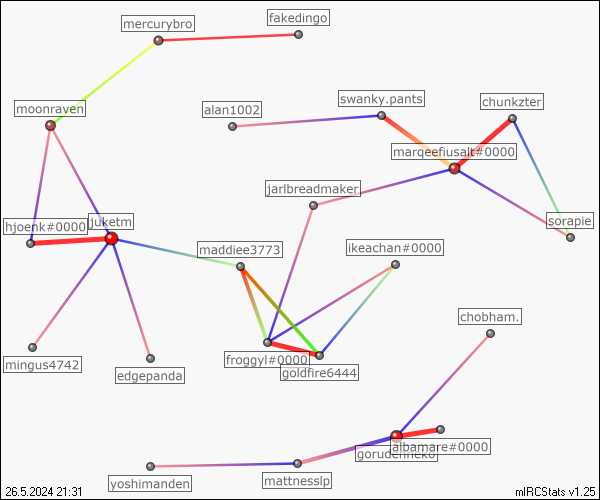 fakedingo
mercurybro
swanky.pants
chunkzter
moonraven
alan1002
marqeefiusalt#0000
jarlbreadmaker
sorapie
hjoenk#0000
juketm
maddiee3773
ikeachan#0000
chobham.
mingus4742
edgepanda
froggyl#0000
goldfire6444
albamare#0000
mattnesslp
yoshimanden
26.5.2024 21:31
mIRCStats v1.25